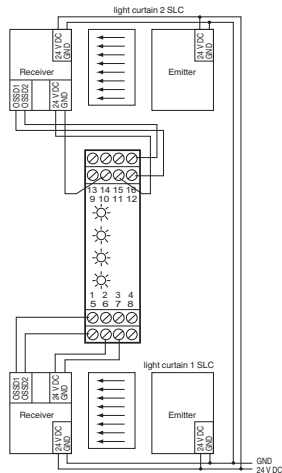 light curtain 2 SLC
24 V DC
GND
24 V DC
GND
Receiver
Emitter
OSSD1
OSSD2
24 V DC
GND
13 14 15 16
9 10 11 12
1 2 3 4
5 6 7 8
light curtain 1 SLC
OSSD1
OSSD2
24 V DC
GND
Receiver
Emitter
24 V DC
GND
24 V DC
GND
GND
24 V DC